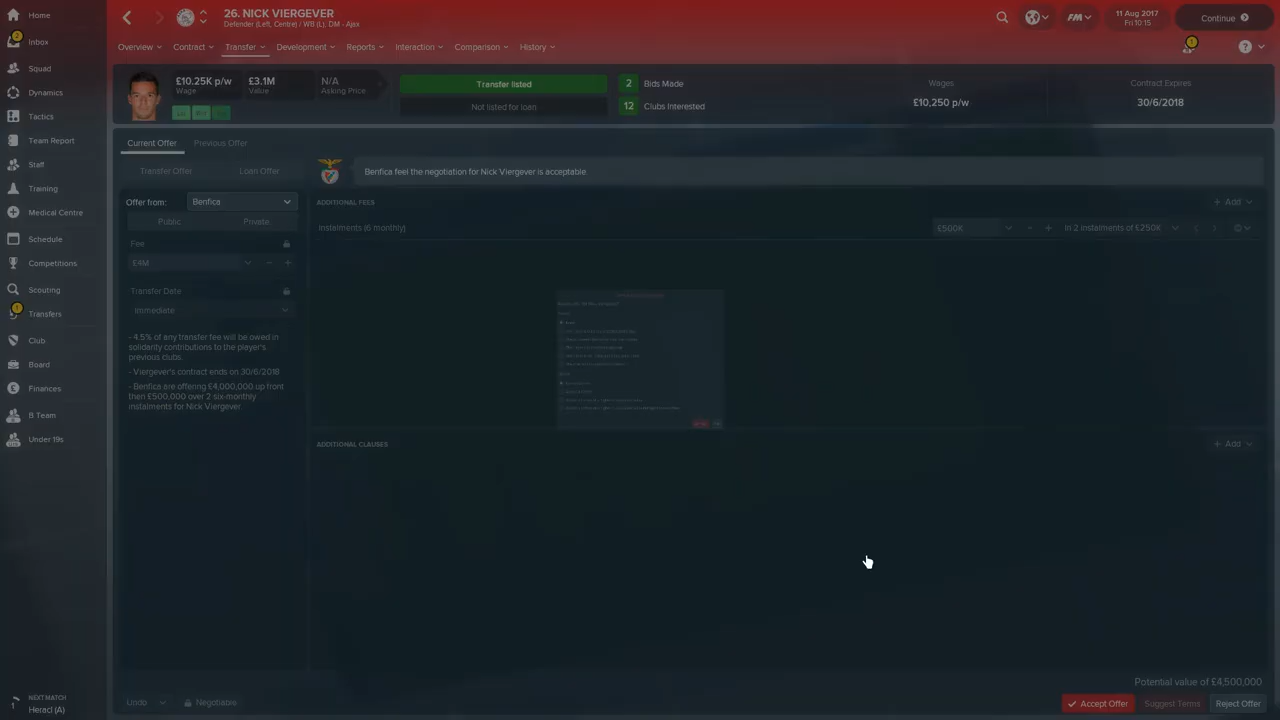 Home
Inbox
Squad
Dynamics
Tactics
Team Report
Staff
Training
Medical Centre
Schedule
Competitions
Scouting
Transfers
Club
Board
Finances
B Team
Under 19s
NEXT MATCH
Heracl (A)
26. NICK VIERGEVER
Defender (Left, Centre) / WB (L), DM - Ajax
FM
11 Aug 2017
Fri 10:15
Continue
Overview
Contract
Transfer
Development
Reports
Interaction
Comparison
History
£10.25K p/w
Wage
£3.1M
Value
N/A
Asking Price
Transfer listed
Not listed for loan
2 Bids Made
12 Clubs Interested
Wages
£10,250 p/w
Contract Expires
30/6/2018
Current Offer
Previous Offer
Transfer Offer
Loan Offer
Offer from: Benfica
Public
Private
Fee
£4M
Transfer Date
Immediate
- 4.5% of any transfer fee will be owed in
solidarity contributions to the player's
previous clubs.
- Viergever's contract ends on 30/6/2018
- Benfica are offering £4,000,000 up front
then £500,000 over 2 six-monthly
instalments for Nick Viergever
Benfica feel the negotiation for Nick Viergever is acceptable.
ADDITIONAL FEES
+ Add
Instalments (6 monthly)
£500K
In 2 instalments of £250K
ADDITIONAL CLAUSES
+ Add
Potential value of £4,500,000
Undo
Negotiable
Accept Offer
Suggest Terms
Reject Offer